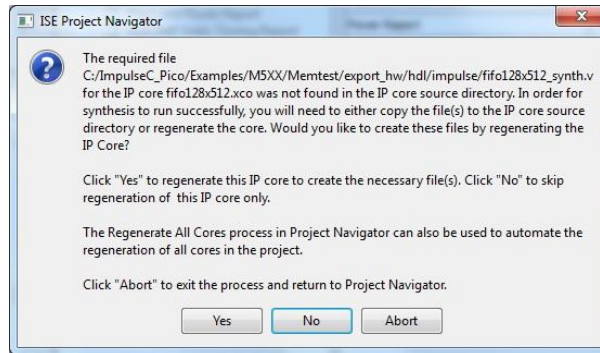 ISE Project Navigator
The required file
C:/ImpulseC_Pico/Examples/M5XX/Memtest/export_hw/hdl/impulse/fifo128x512_synth.v
for the IP core fifo128x512.xco was not found in the IP core source directory. In order for
synthesis to run successfully, you will need to either copy the file(s) to the IP core source
directory or regenerate the core. Would you like to create these files by regenerating the
IP Core?
Click "Yes" to regenerate this IP core to create the necessary file(s). Click "No" to skip
regeneration of this IP core only.
The Regenerate All Cores process in Project Navigator can also be used to automate the
regeneration of all cores in the project.
Click "Abort" to exit the process and return to Project Navigator.
Yes No Abort